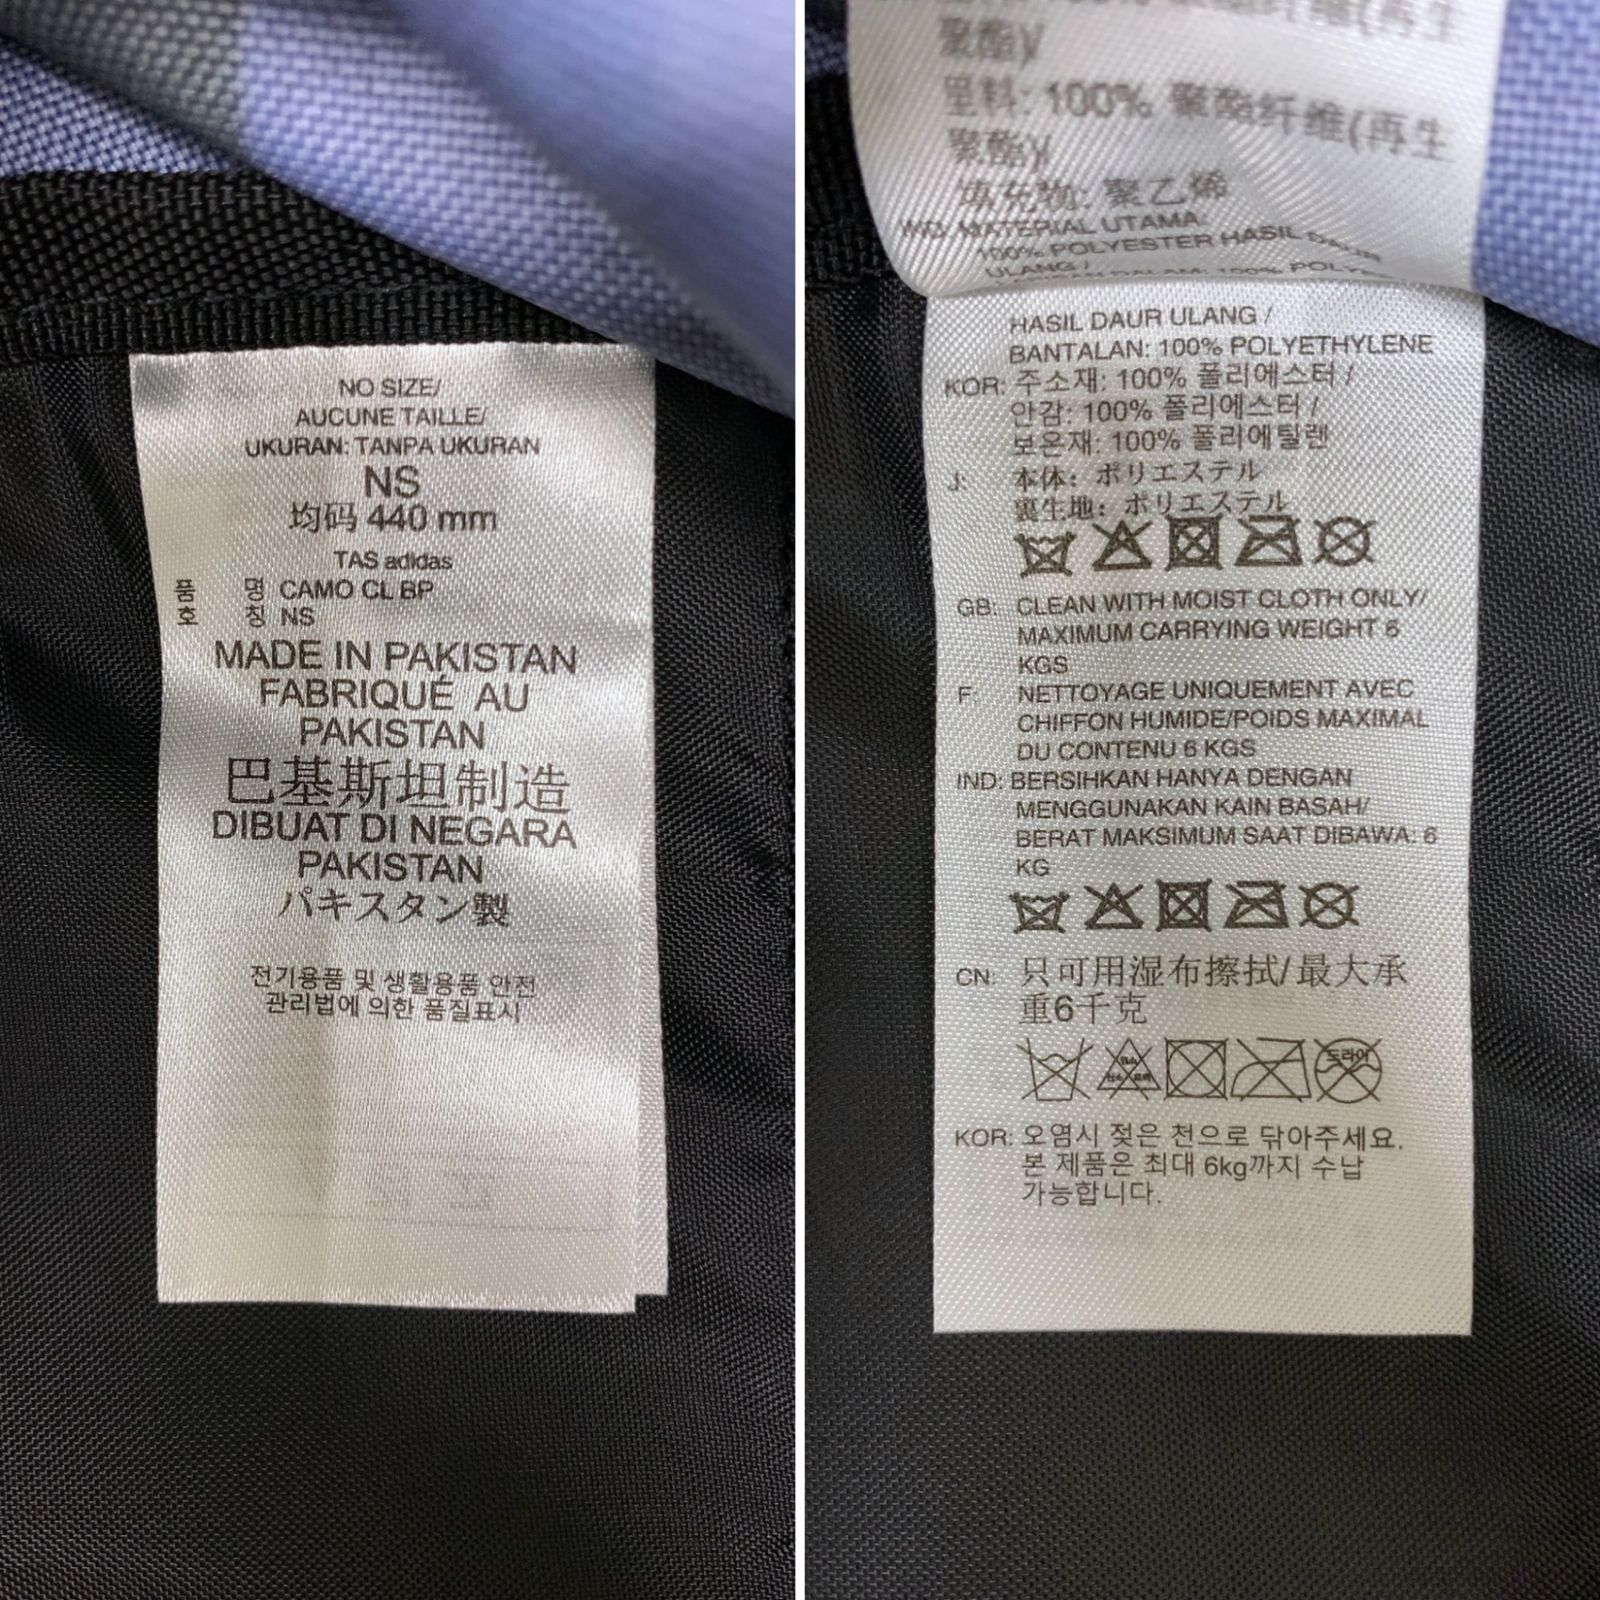 NO SIZE/
AUCUNE TAILLE/
UKURAN: TANPA UKURAN
NS
均码 440 mm
TAS adidas
품 명 CAMO CL BP
호 칭 NS
MADE IN PAKISTAN
FABRIQUÉ AU
PAKISTAN
巴基斯坦制造
DIBUAT DI NEGARA
PAKISTAN
パキスタン製
전기용품 및 생활용품 안전
관리법에 의한 품질표시
聚酯)/
里料: 100% 聚酯纤维(再生
聚酯)/
填充物: 聚乙烯
IND: MATERIAL UTAMA:
100% POLYESTER HASIL DAUR
ULANG /
HASIL DAUR ULANG /
BANTALAN: 100% POLYETHYLENE
KOR: 주소재: 100% 폴리에스터 /
안감: 100% 폴리에스터 /
보온재: 100% 폴리에틸렌
J: 本体: ポリエステル
裏生地: ポリエステル
GB: CLEAN WITH MOIST CLOTH ONLY/
MAXIMUM CARRYING WEIGHT 6
KGS
F NETTOYAGE UNIQUEMENT AVEC
CHIFFON HUMIDE/POIDS MAXIMAL
DU CONTENU 6 KGS
IND: BERSIHKAN HANYA DENGAN
MENGGUNAKAN KAIN BASAH/
BERAT MAKSIMUM SAAT DIBAWA: 6
KG
CN: 只可用湿布擦拭/最大承
重6千克
드라이
KOR: 오염시 젖은 천으로 닦아주세요.
본 제품은 최대 6kg까지 수납
가능합니다.